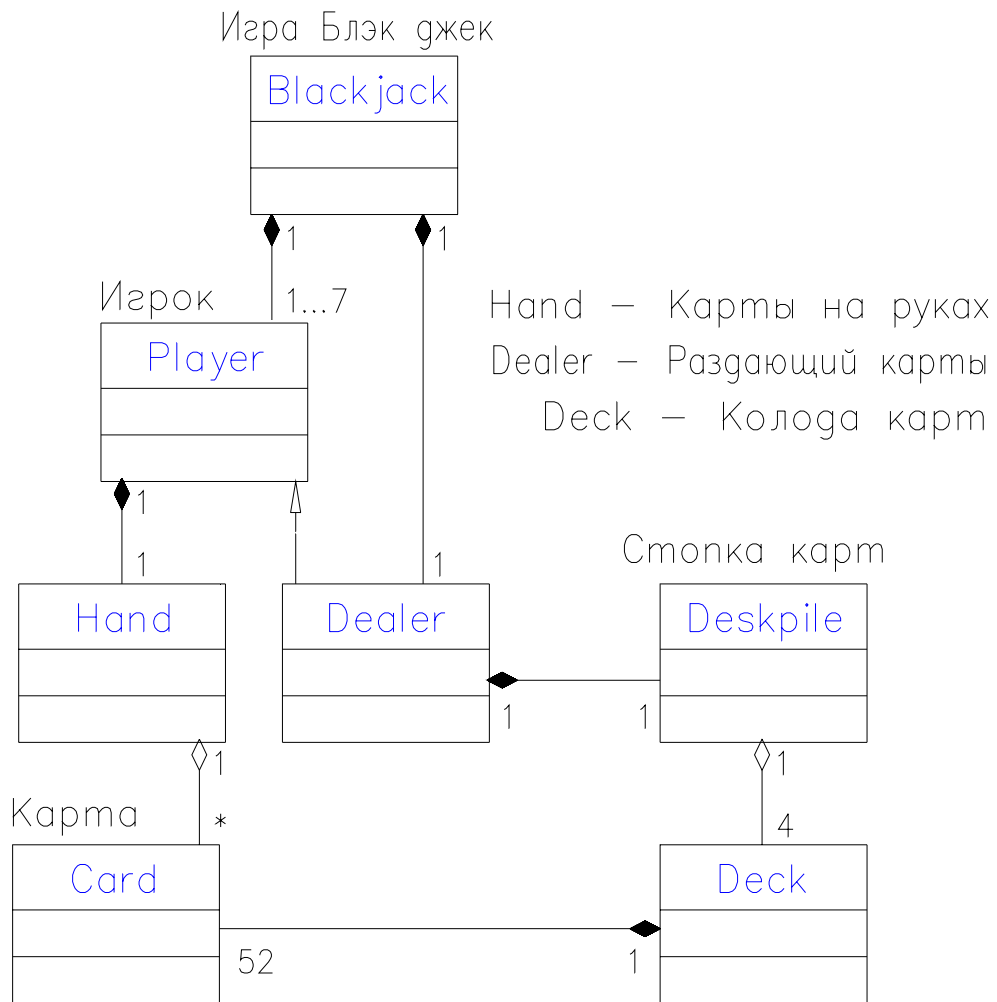 Игра Блэк джек
Blackjack
1
1
Игрок
1...7
Player
Hand – Карты на руках
Dealer – Раздающий карты
Deck – Колода карт
1
1
1
Стопка карт
Hand
Dealer
Deskpile
1
1
1
1
Карта
*
4
Card
Deck
52
1